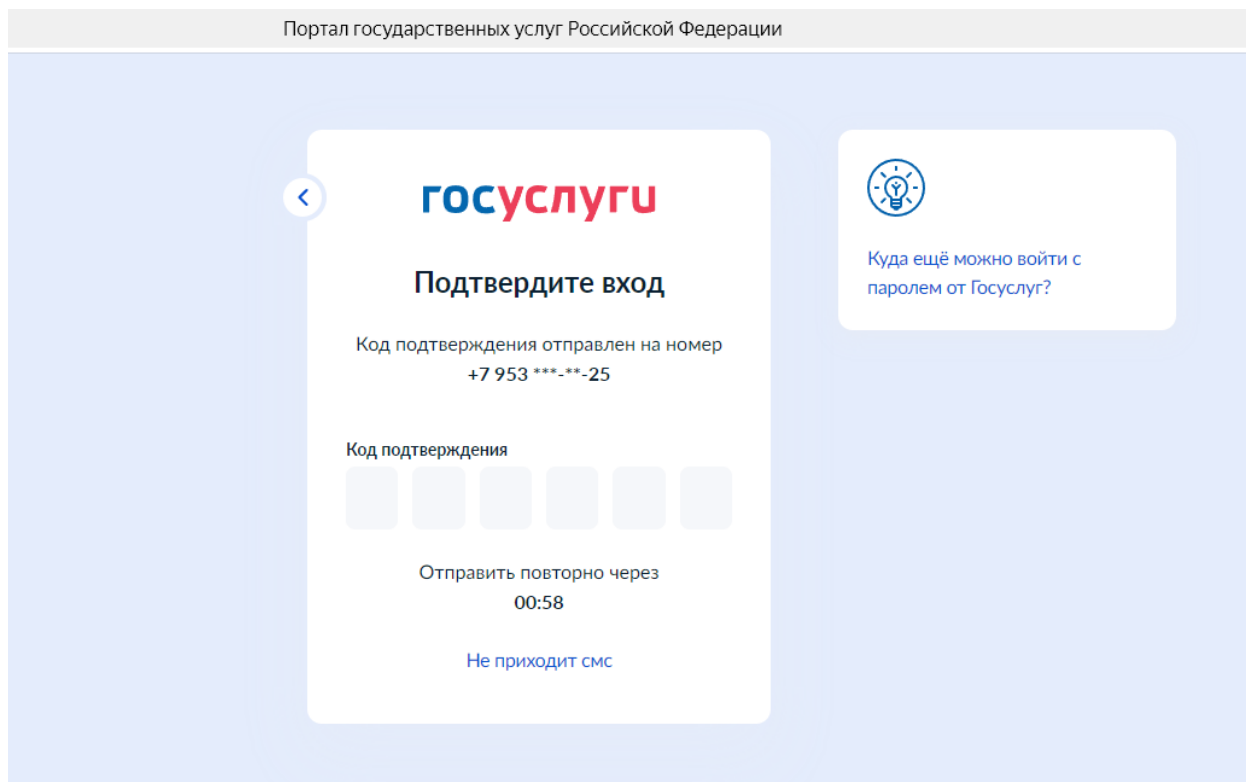 Портал государственных услуг Российской Федерации
госуслуги
Подтвердите вход
Код подтверждения отправлен на номер
+7 953 ***-**-25
Код подтверждения
Отправить повторно через
00:58
Не приходит смс
Куда ещё можно войти с
паролем от Госуслуг?